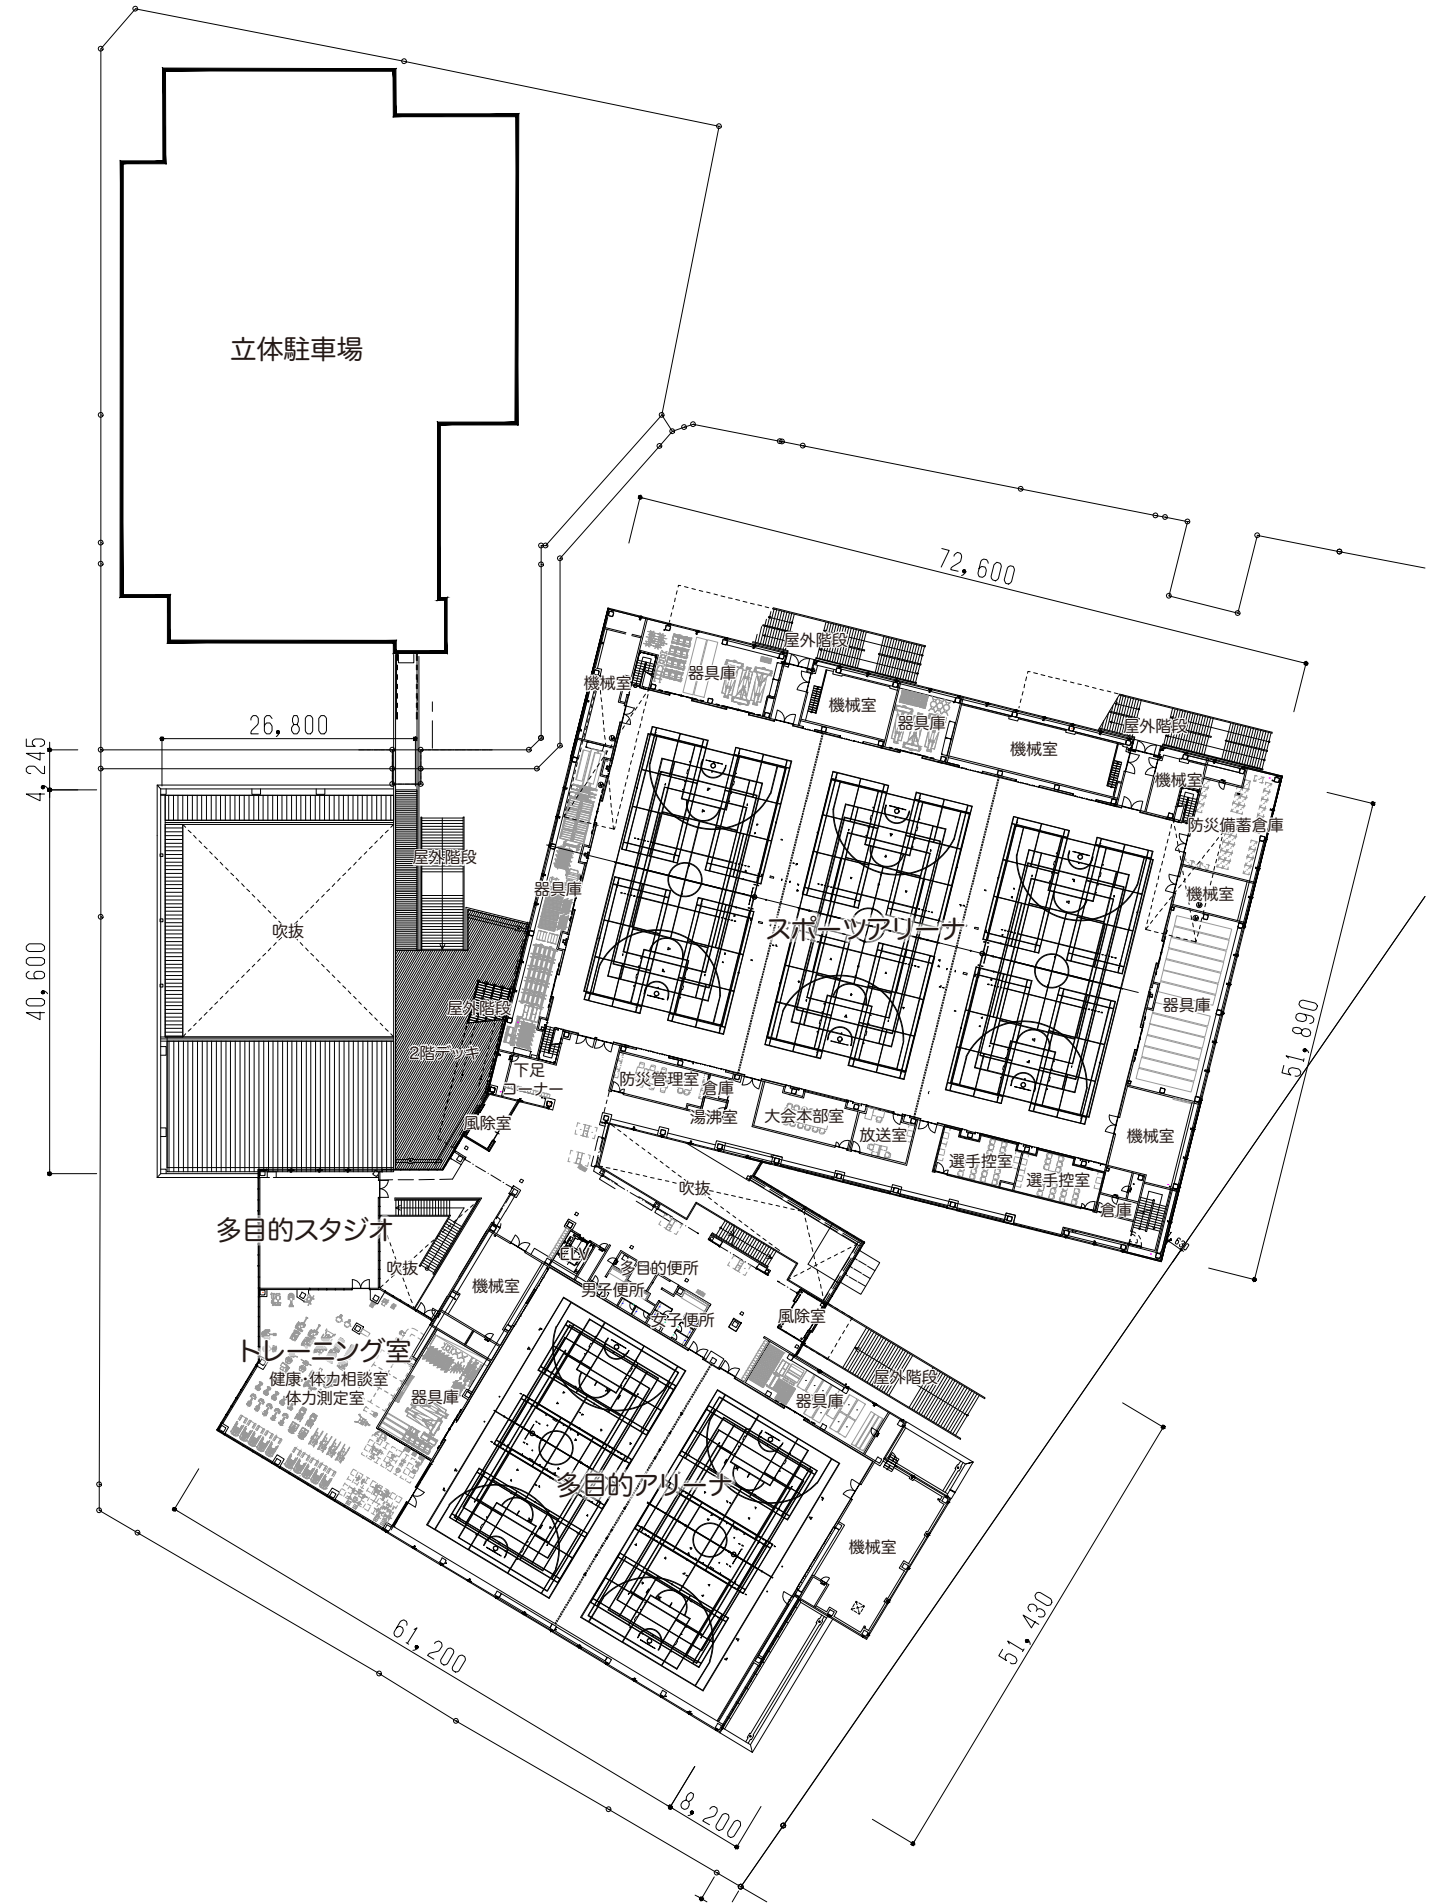 立体駐車場
72,600
26,800
4,245
屋外階段
器具庫
機械室
機械室
器具庫
屋外階段
機械室
機械室
防災備蓄倉庫
屋外階段
器具庫
機械室
吹抜
スポーツアリーナ
40,600
屋外階段
器具庫
51,890
2階デッキ
下足
コーナー
防災管理室
倉庫
湯沸室
大会本部室
放送室
風除室
機械室
選手控室
選手控室
吹抜
倉庫
多目的スタジオ
ELV
多目的便所
吹抜
機械室
男子便所
女子便所
風除室
トレーニング室
健康・体力相談室
体力測定室
器具庫
屋外階段
器具庫
多目的アリーナ
機械室
61,200
51,430
8,200